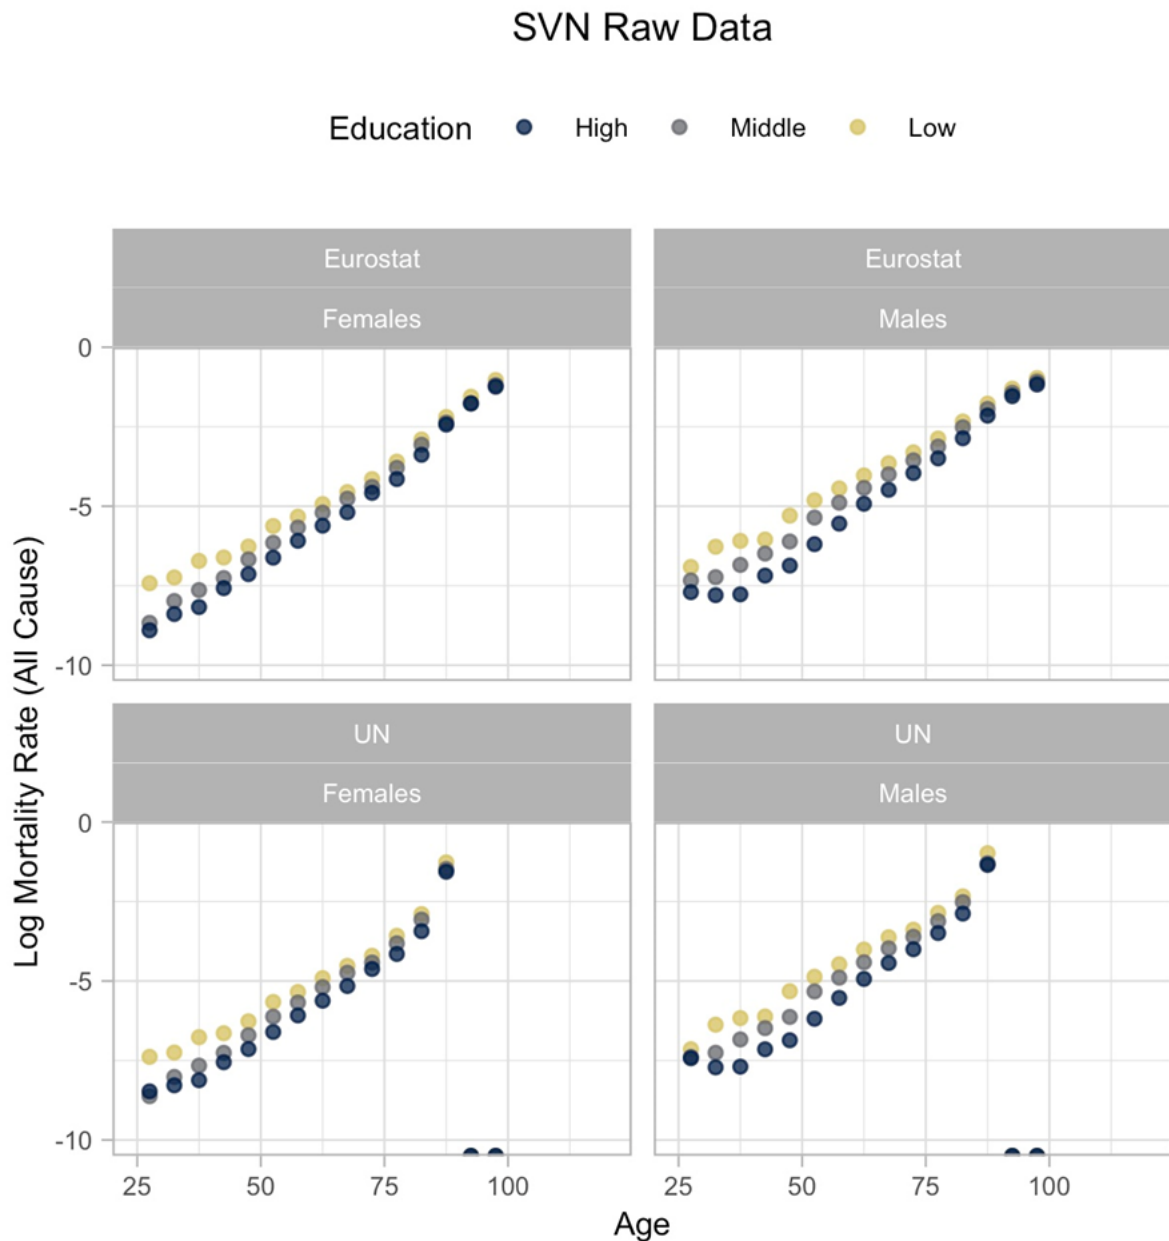 SVN Raw Data
Education High Middle Low
Eurostat Eurostat
Females Males
0
-5
-10
UN UN
Females Males
0
-5
-10
25 50 75 100 25 50 75 100
Age
Log Mortality Rate (All Cause)